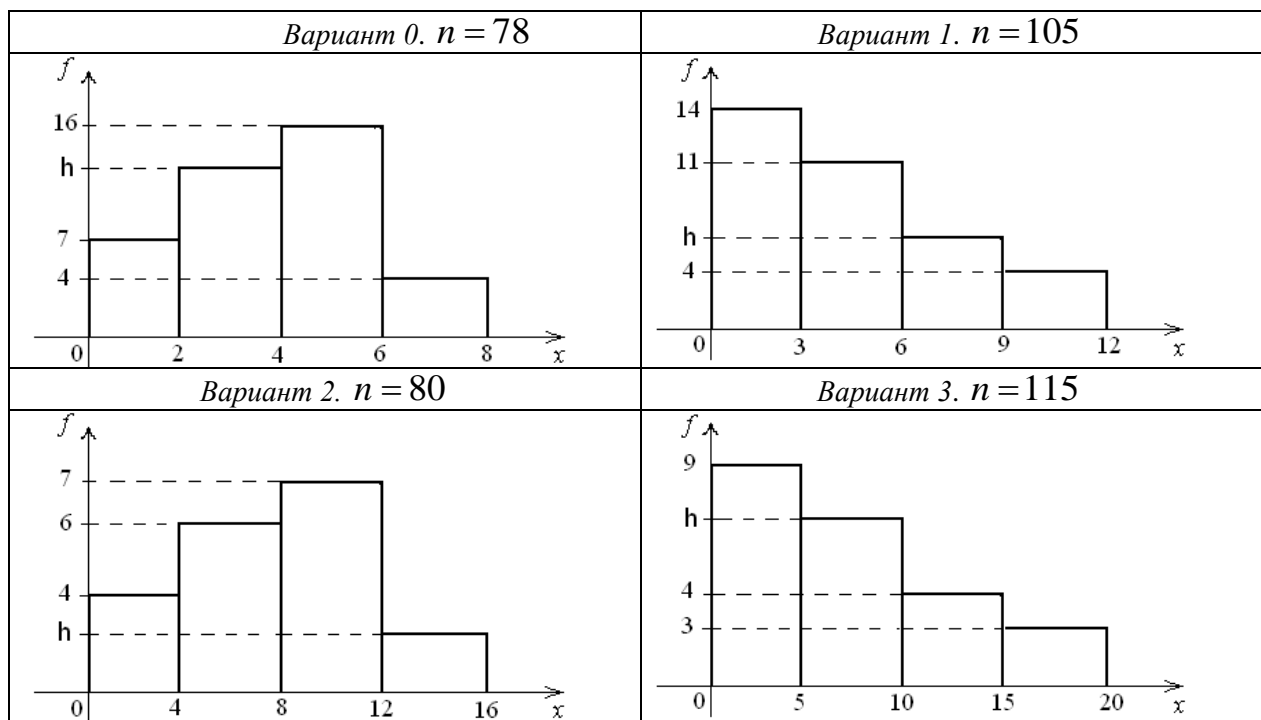 Вариант 0. n = 78
f
16
h
7
4
0 2 4 6 8 x
Вариант 1. n = 105
f
14
11
h
4
0 3 6 9 12 x
Вариант 2. n = 80
f
7
6
4
h
0 4 8 12 16 x
Вариант 3. n = 115
f
9
h
4
3
0 5 10 15 20 x